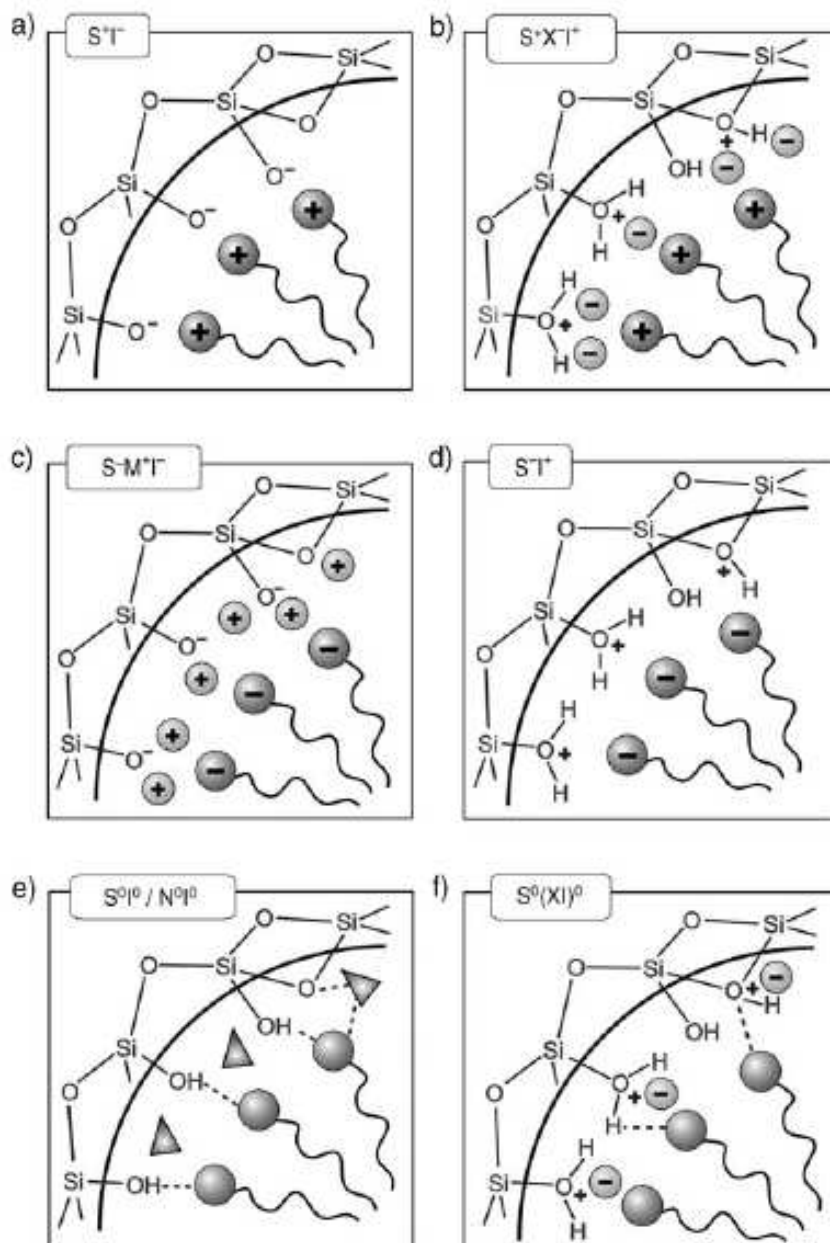 a)
S⁺I⁻
O
Si
O
Si
O
O⁻
Si
+
O
O⁻
+
Si
O⁻
+
b)
S⁺X⁻I⁺
O
Si
O
Si
O
H
−
+
−
OH
Si
H
O
+
+
H
−
+
O
H
−
Si
O
+
+
H
−
c)
S⁻M⁺I⁻
O
Si
O
Si
O
+
O⁻
+
+
Si
O⁻
−
O
+
−
Si
O⁻
+
−
+
d)
S⁻I⁺
O
Si
O
Si
O
+
H
OH
Si
H
O
+
−
H
−
O
H
Si
O
+
−
H
e)
S⁰I⁰ / N⁰I⁰
O
Si
O
Si
O
OH
Si
OH
O
Si
OH
f)
S⁰(XI)⁰
O
Si
O
Si
O
+
−
H
OH
Si
H
O
+
−
O
H
H
Si
O
+
−
H